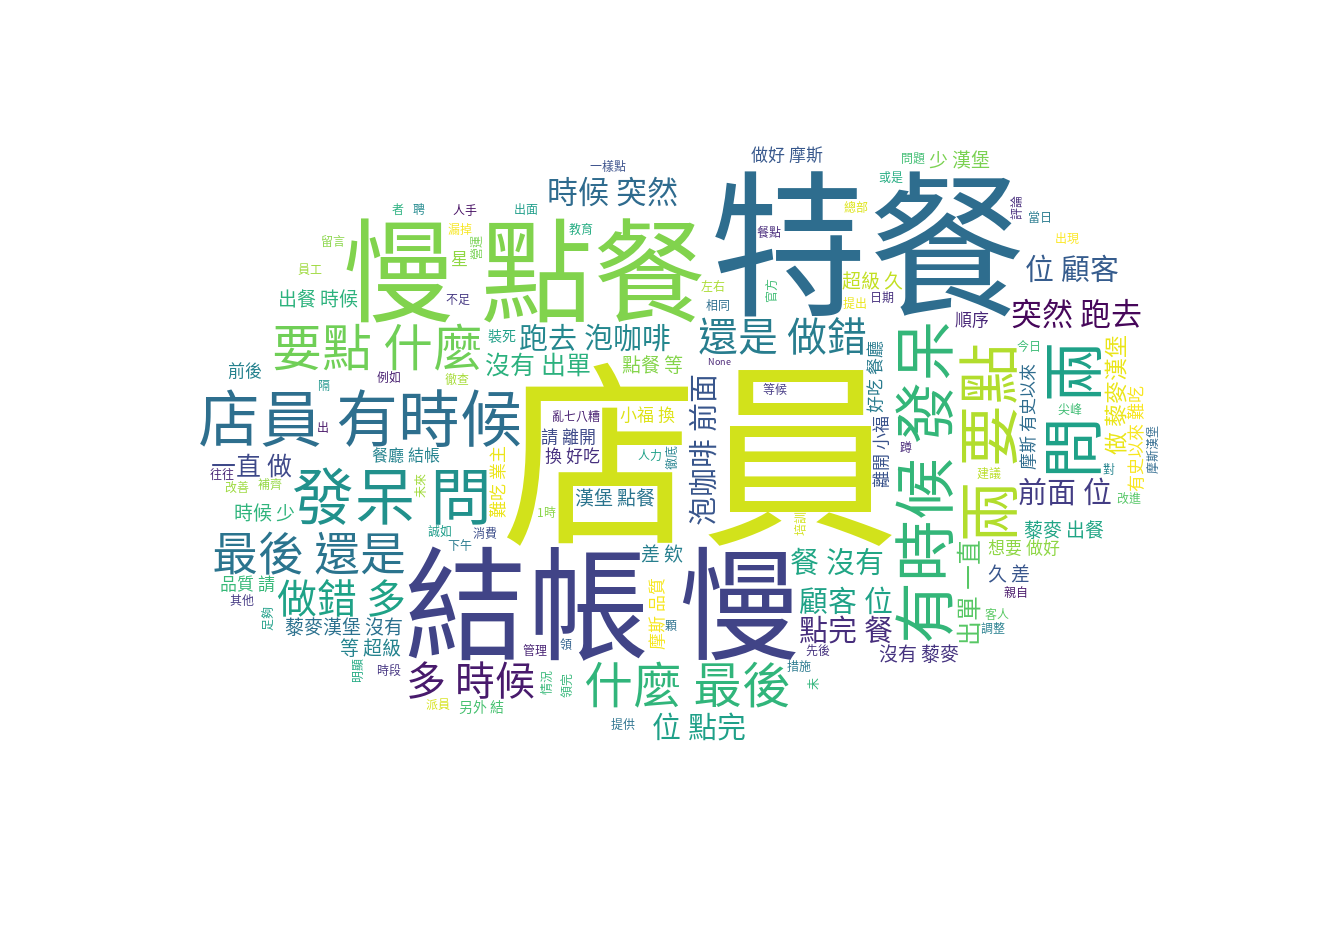 做好 摩斯
問題
少 漢堡
一樣點
時候 突然
特餐
或是
者 聘
人手
出面
總部
評論
當日
慢 點餐
漏掉
教育
餐點
留言
營運
出現
星
員工
超級 久
位 顧客
官方
左右
出餐 時候
不足
相同
提出
日期
突然 跑去
順序
要點 什麼
裝死
跑去 泡咖啡
還是 做錯
有時候 發呆
兩 要點
問 兩
今日
做 藜麥漢堡
沒有 出單
點餐 等
None
好吃 餐廳
前後
例如
徹查
隔
店員
等候
摩斯 有史以來
有史以來 難吃
店員 有時候
出
亂七八糟
小福 換
泡咖啡 前面
尖峰
請 離開
離開 小福
摩斯漢堡
蹲
換 好吃
餐廳 結帳
難吃 業主
人力
徹底
一直 做
往往
對
建議
改進
發呆 問
未來
改善
補齊
漢堡 點餐
前面 位
時候 少
1時
培訓
誠如
消費
藜麥 出餐
最後 還是
下午
差 欸
結帳 慢
餐 沒有
出單 一直
想要 做好
久 差
品質 請
做錯 多
摩斯 品質
親自
其他
顧客 位
足夠
客人
藜麥漢堡 沒有
顆
點完 餐
調整
等 超級
管理
領
先後
沒有 藜麥
明顯
時段
多 時候
情況
領完
什麼 最後
措施
未
派員
另外 結
提供
位 點完